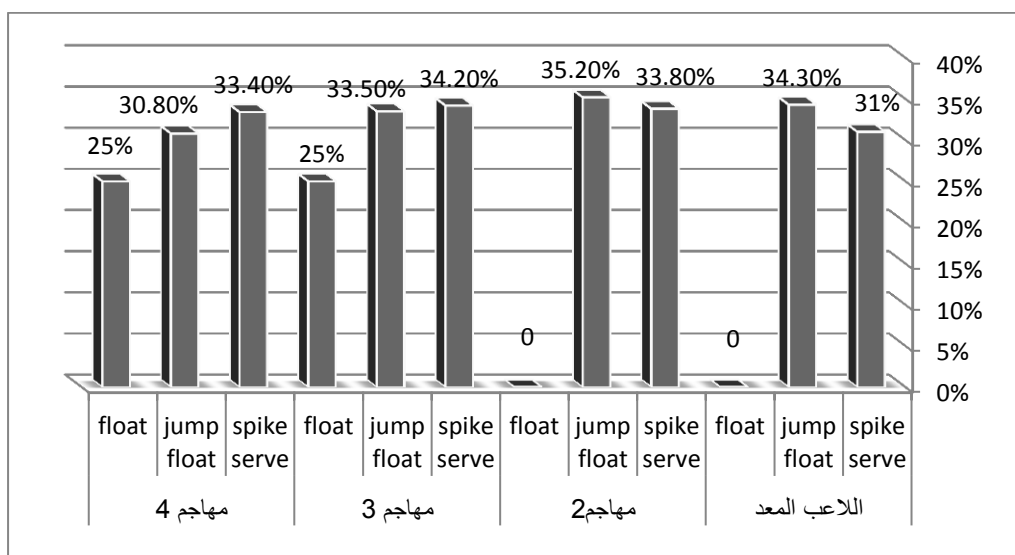 25%
30.80%
33.40%
25%
33.50%
34.20%
0
35.20%
33.80%
0
34.30%
31%
40%
35%
30%
25%
20%
15%
10%
5%
0%
float
jump
float
spike
serve
float
jump
float
spike
serve
float
jump
float
spike
serve
float
jump
float
spike
serve
مهاجم 4
مهاجم 3
مهاجم2
اللاعب المعد